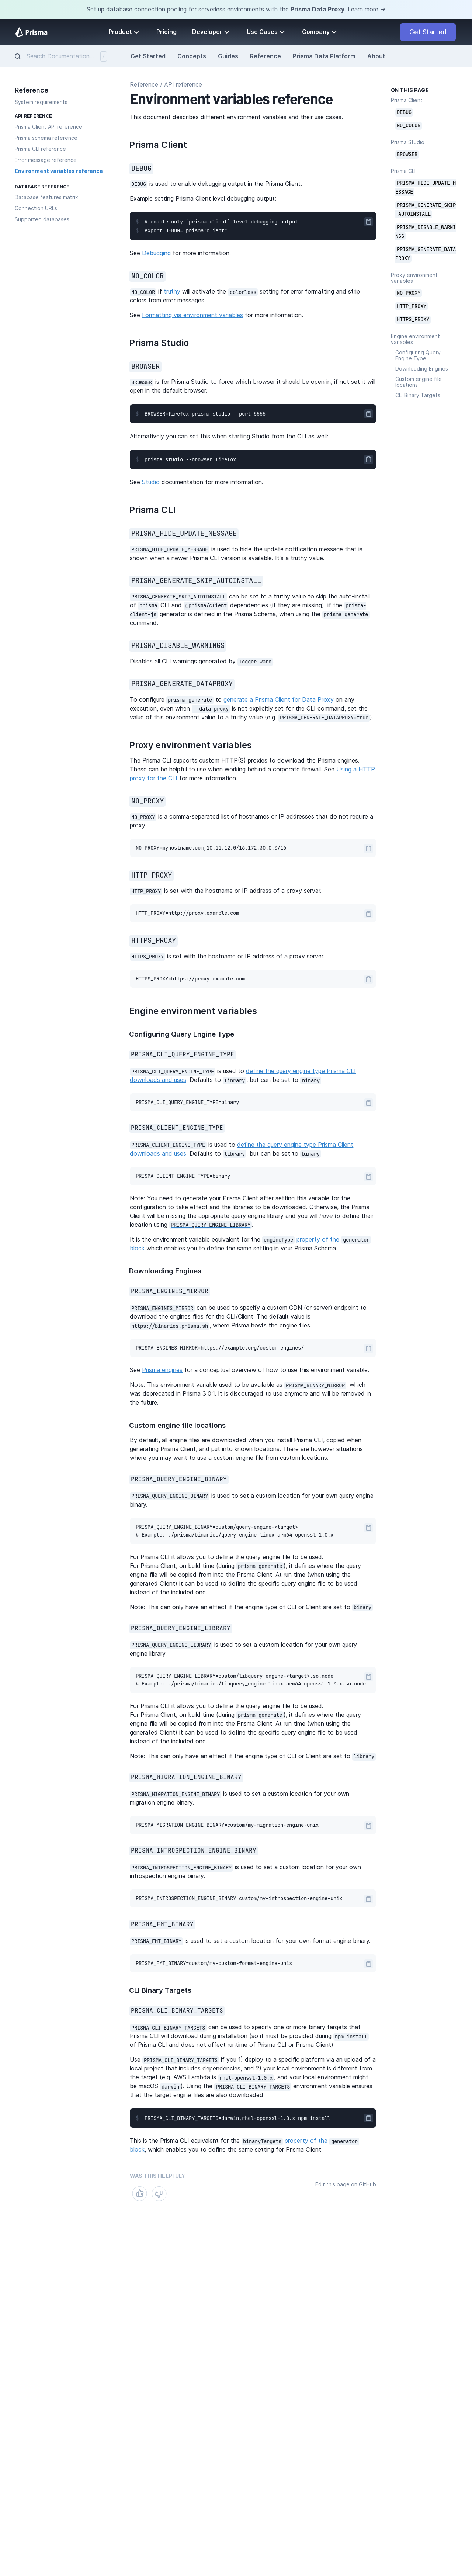 Set up database connection pooling for serverless environments with the Prisma Data Proxy. Learn more →
Prisma
Product
Pricing
Developer
Use Cases
Company
Get Started
Search Documentation...
/
Get Started
Concepts
Guides
Reference
Prisma Data Platform
About
Reference
System requirements
API REFERENCE
Prisma Client API reference
Prisma schema reference
Prisma CLI reference
Error message reference
Environment variables reference
DATABASE REFERENCE
Database features matrix
Connection URLs
Supported databases
Reference / API reference
Environment variables reference
This document describes different environment variables and their use cases.
Prisma Client
DEBUG
DEBUG is used to enable debugging output in the Prisma Client.
Example setting Prisma Client level debugging output:
# enable only `prisma:client`-level debugging output
export DEBUG="prisma:client"
See Debugging for more information.
NO_COLOR
NO_COLOR if truthy will activate the colorless setting for error formatting and strip
colors from error messages.
See Formatting via environment variables for more information.
Prisma Studio
BROWSER
BROWSER is for Prisma Studio to force which browser it should be open in, if not set it will
open in the default browser.
BROWSER=firefox prisma studio --port 5555
Alternatively you can set this when starting Studio from the CLI as well:
prisma studio --browser firefox
See Studio documentation for more information.
Prisma CLI
PRISMA_HIDE_UPDATE_MESSAGE
PRISMA_HIDE_UPDATE_MESSAGE is used to hide the update notification message that is
shown when a newer Prisma CLI version is available. It's a truthy value.
PRISMA_GENERATE_SKIP_AUTOINSTALL
PRISMA_GENERATE_SKIP_AUTOINSTALL can be set to a truthy value to skip the auto-install
of prisma CLI and @prisma/client dependencies (if they are missing), if the prisma-
client-js generator is defined in the Prisma Schema, when using the prisma generate
command.
PRISMA_DISABLE_WARNINGS
Disables all CLI warnings generated by logger.warn.
PRISMA_GENERATE_DATAPROXY
To configure prisma generate to generate a Prisma Client for Data Proxy on any
execution, even when --data-proxy is not explicitly set for the CLI command, set the
value of this environment value to a truthy value (e.g. PRISMA_GENERATE_DATAPROXY=true).
Proxy environment variables
The Prisma CLI supports custom HTTP(S) proxies to download the Prisma engines.
These can be helpful to use when working behind a corporate firewall. See Using a HTTP
proxy for the CLI for more information.
NO_PROXY
NO_PROXY is a comma-separated list of hostnames or IP addresses that do not require a
proxy.
NO_PROXY=myhostname.com,10.11.12.0/16,172.30.0.0/16
HTTP_PROXY
HTTP_PROXY is set with the hostname or IP address of a proxy server.
HTTP_PROXY=http://proxy.example.com
HTTPS_PROXY
HTTPS_PROXY is set with the hostname or IP address of a proxy server.
HTTPS_PROXY=https://proxy.example.com
Engine environment variables
Configuring Query Engine Type
PRISMA_CLI_QUERY_ENGINE_TYPE
PRISMA_CLI_QUERY_ENGINE_TYPE is used to define the query engine type Prisma CLI
downloads and uses. Defaults to library, but can be set to binary:
PRISMA_CLI_QUERY_ENGINE_TYPE=binary
PRISMA_CLIENT_ENGINE_TYPE
PRISMA_CLIENT_ENGINE_TYPE is used to define the query engine type Prisma Client
downloads and uses. Defaults to library, but can be set to binary:
PRISMA_CLIENT_ENGINE_TYPE=binary
Note: You need to generate your Prisma Client after setting this variable for the
configuration to take effect and the libraries to be downloaded. Otherwise, the Prisma
Client will be missing the appropriate query engine library and you will have to define their
location using PRISMA_QUERY_ENGINE_LIBRARY.
It is the environment variable equivalent for the engineType property of the generator
block which enables you to define the same setting in your Prisma Schema.
Downloading Engines
PRISMA_ENGINES_MIRROR
PRISMA_ENGINES_MIRROR can be used to specify a custom CDN (or server) endpoint to
download the engines files for the CLI/Client. The default value is
https://binaries.prisma.sh, where Prisma hosts the engine files.
PRISMA_ENGINES_MIRROR=https://example.org/custom-engines/
See Prisma engines for a conceptual overview of how to use this environment variable.
Note: This environment variable used to be available as PRISMA_BINARY_MIRROR, which
was deprecated in Prisma 3.0.1. It is discouraged to use anymore and will be removed in
the future.
Custom engine file locations
By default, all engine files are downloaded when you install Prisma CLI, copied when
generating Prisma Client, and put into known locations. There are however situations
where you may want to use a custom engine file from custom locations:
PRISMA_QUERY_ENGINE_BINARY
PRISMA_QUERY_ENGINE_BINARY is used to set a custom location for your own query engine
binary.
PRISMA_QUERY_ENGINE_BINARY=custom/query-engine-<target>
# Example: ./prisma/binaries/query-engine-linux-arm64-openssl-1.0.x
For Prisma CLI it allows you to define the query engine file to be used.
For Prisma Client, on build time (during prisma generate), it defines where the query
engine file will be copied from into the Prisma Client. At run time (when using the
generated Client) it can be used to define the specific query engine file to be used
instead of the included one.
Note: This can only have an effect if the engine type of CLI or Client are set to binary
PRISMA_QUERY_ENGINE_LIBRARY
PRISMA_QUERY_ENGINE_LIBRARY is used to set a custom location for your own query
engine library.
PRISMA_QUERY_ENGINE_LIBRARY=custom/libquery_engine-<target>.so.node
# Example: ./prisma/binaries/libquery_engine-linux-arm64-openssl-1.0.x.so.node
For Prisma CLI it allows you to define the query engine file to be used.
For Prisma Client, on build time (during prisma generate), it defines where the query
engine file will be copied from into the Prisma Client. At run time (when using the
generated Client) it can be used to define the specific query engine file to be used
instead of the included one.
Note: This can only have an effect if the engine type of CLI or Client are set to library
PRISMA_MIGRATION_ENGINE_BINARY
PRISMA_MIGRATION_ENGINE_BINARY is used to set a custom location for your own
migration engine binary.
PRISMA_MIGRATION_ENGINE_BINARY=custom/my-migration-engine-unix
PRISMA_INTROSPECTION_ENGINE_BINARY
PRISMA_INTROSPECTION_ENGINE_BINARY is used to set a custom location for your own
introspection engine binary.
PRISMA_INTROSPECTION_ENGINE_BINARY=custom/my-introspection-engine-unix
PRISMA_FMT_BINARY
PRISMA_FMT_BINARY is used to set a custom location for your own format engine binary.
PRISMA_FMT_BINARY=custom/my-custom-format-engine-unix
CLI Binary Targets
PRISMA_CLI_BINARY_TARGETS
PRISMA_CLI_BINARY_TARGETS can be used to specify one or more binary targets that
Prisma CLI will download during installation (so it must be provided during npm install
of Prisma CLI and does not affect runtime of Prisma CLI or Prisma Client).
Use PRISMA_CLI_BINARY_TARGETS if you 1) deploy to a specific platform via an upload of a
local project that includes dependencies, and 2) your local environment is different from
the target (e.g. AWS Lambda is rhel-openssl-1.0.x, and your local environment might
be macOS darwin). Using the PRISMA_CLI_BINARY_TARGETS environment variable ensures
that the target engine files are also downloaded.
PRISMA_CLI_BINARY_TARGETS=darwin,rhel-openssl-1.0.x npm install
This is the Prisma CLI equivalent for the binaryTargets property of the generator
block, which enables you to define the same setting for Prisma Client.
WAS THIS HELPFUL?
Edit this page on GitHub
ON THIS PAGE
Prisma Client
DEBUG
NO_COLOR
Prisma Studio
BROWSER
Prisma CLI
PRISMA_HIDE_UPDATE_M
ESSAGE
PRISMA_GENERATE_SKIP
_AUTOINSTALL
PRISMA_DISABLE_WARNI
NGS
PRISMA_GENERATE_DATA
PROXY
Proxy environment
variables
NO_PROXY
HTTP_PROXY
HTTPS_PROXY
Engine environment
variables
Configuring Query
Engine Type
Downloading Engines
Custom engine file
locations
CLI Binary Targets